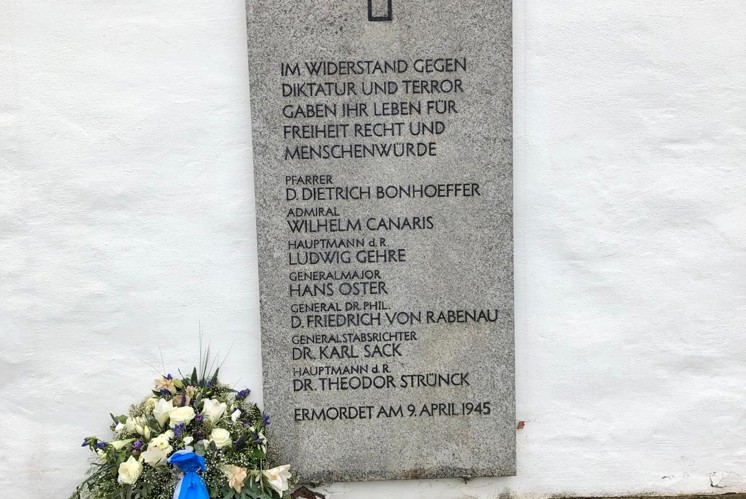 IM WIDERSTAND GEGEN
DIKTATUR UND TERROR
GABEN IHR LEBEN FÜR
FREIHEIT RECHT UND
MENSCHENWÜRDE
PFARRER
D. DIETRICH BONHOEFFER
ADMIRAL
WILHELM CANARIS
HAUPTMANN d. R.
LUDWIG GEHRE
GENERALMAJOR
HANS OSTER
GENERAL DR. PHIL.
D. FRIEDRICH VON RABENAU
GENERALSTABSRICHTER
DR. KARL SACK
HAUPTMANN d. R.
DR. THEODOR STRÜNCK
ERMORDET AM 9. APRIL 1945